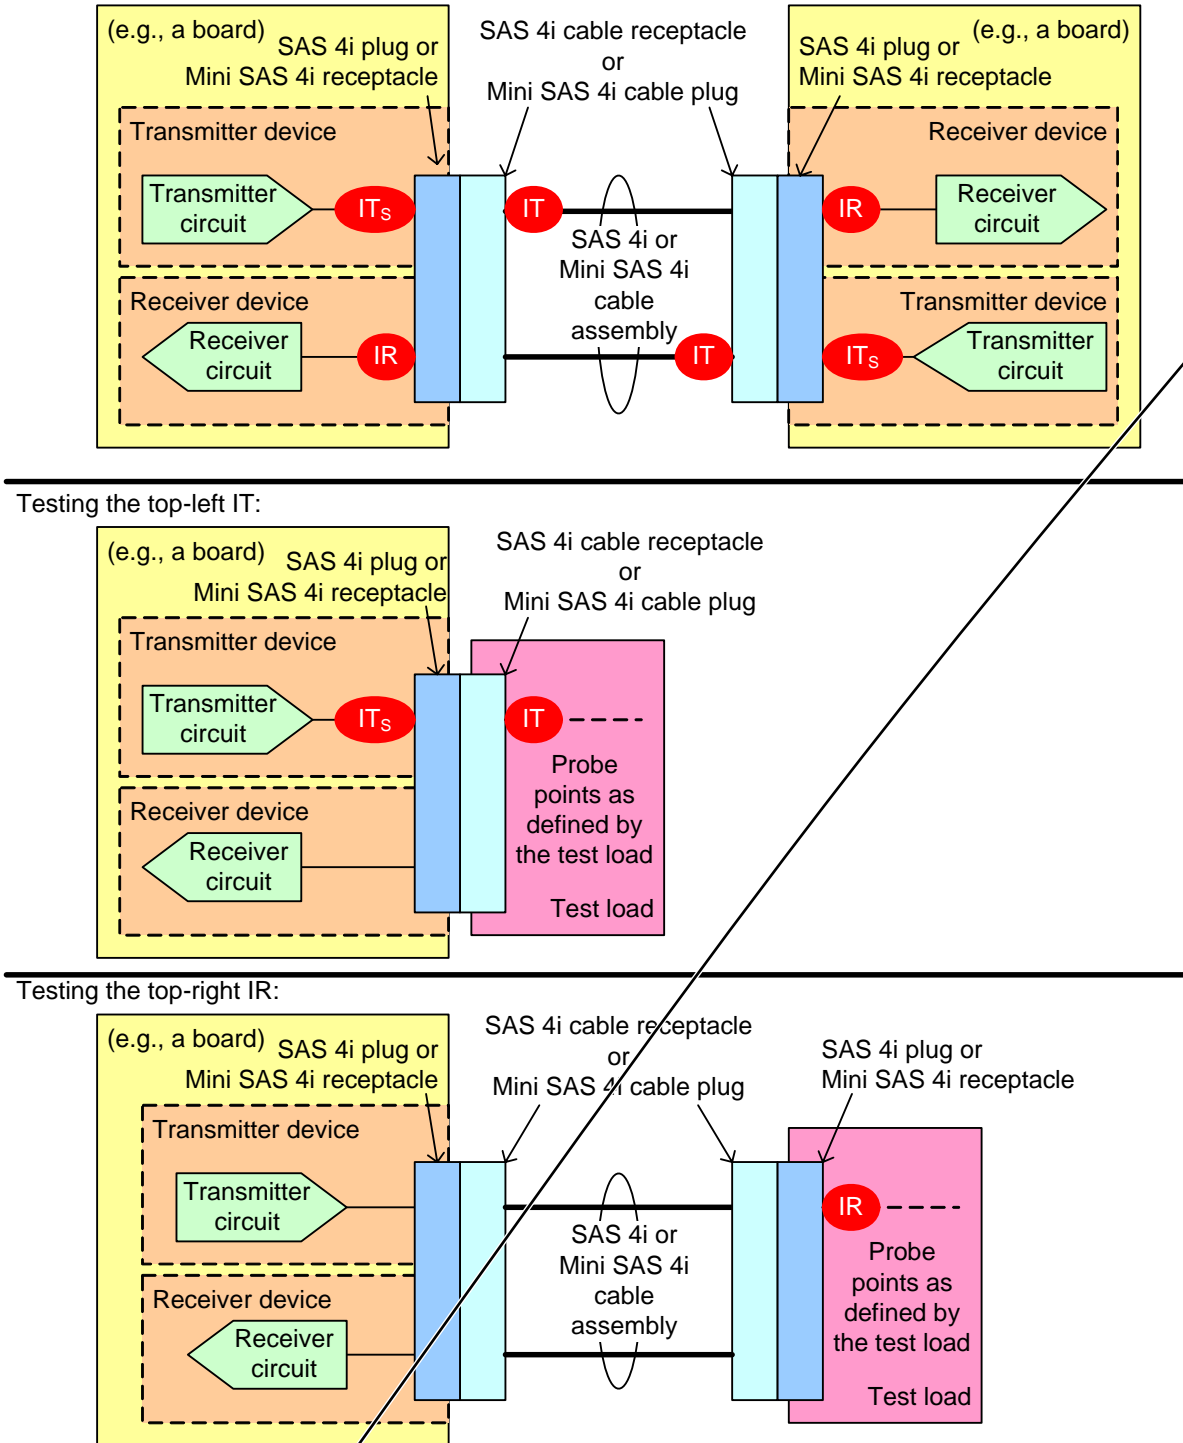 (e.g., a board)
SAS 4i plug or
Mini SAS 4i receptacle
SAS 4i cable receptacle
or
Mini SAS 4i cable plug
(e.g., a board)
SAS 4i plug or
Mini SAS 4i receptacle
Transmitter device
Transmitter
circuit
ITS
IT
SAS 4i or
Mini SAS 4i
cable
assembly
Receiver device
IR
Receiver
circuit
Receiver device
Receiver
circuit
IR
IT
Transmitter device
ITS
Transmitter
circuit
Testing the top-left IT:
(e.g., a board)
SAS 4i plug or
Mini SAS 4i receptacle
SAS 4i cable receptacle
or
Mini SAS 4i cable plug
Transmitter device
Transmitter
circuit
ITS
IT
Probe
points as
defined by
the test load
Test load
Receiver device
Receiver
circuit
Testing the top-right IR:
(e.g., a board)
SAS 4i plug or
Mini SAS 4i receptacle
SAS 4i cable receptacle
or
Mini SAS 4i cable plug
SAS 4i plug or
Mini SAS 4i receptacle
Transmitter device
Transmitter
circuit
SAS 4i or
Mini SAS 4i
cable
assembly
IR
Probe
points as
defined by
the test load
Test load
Receiver device
Receiver
circuit